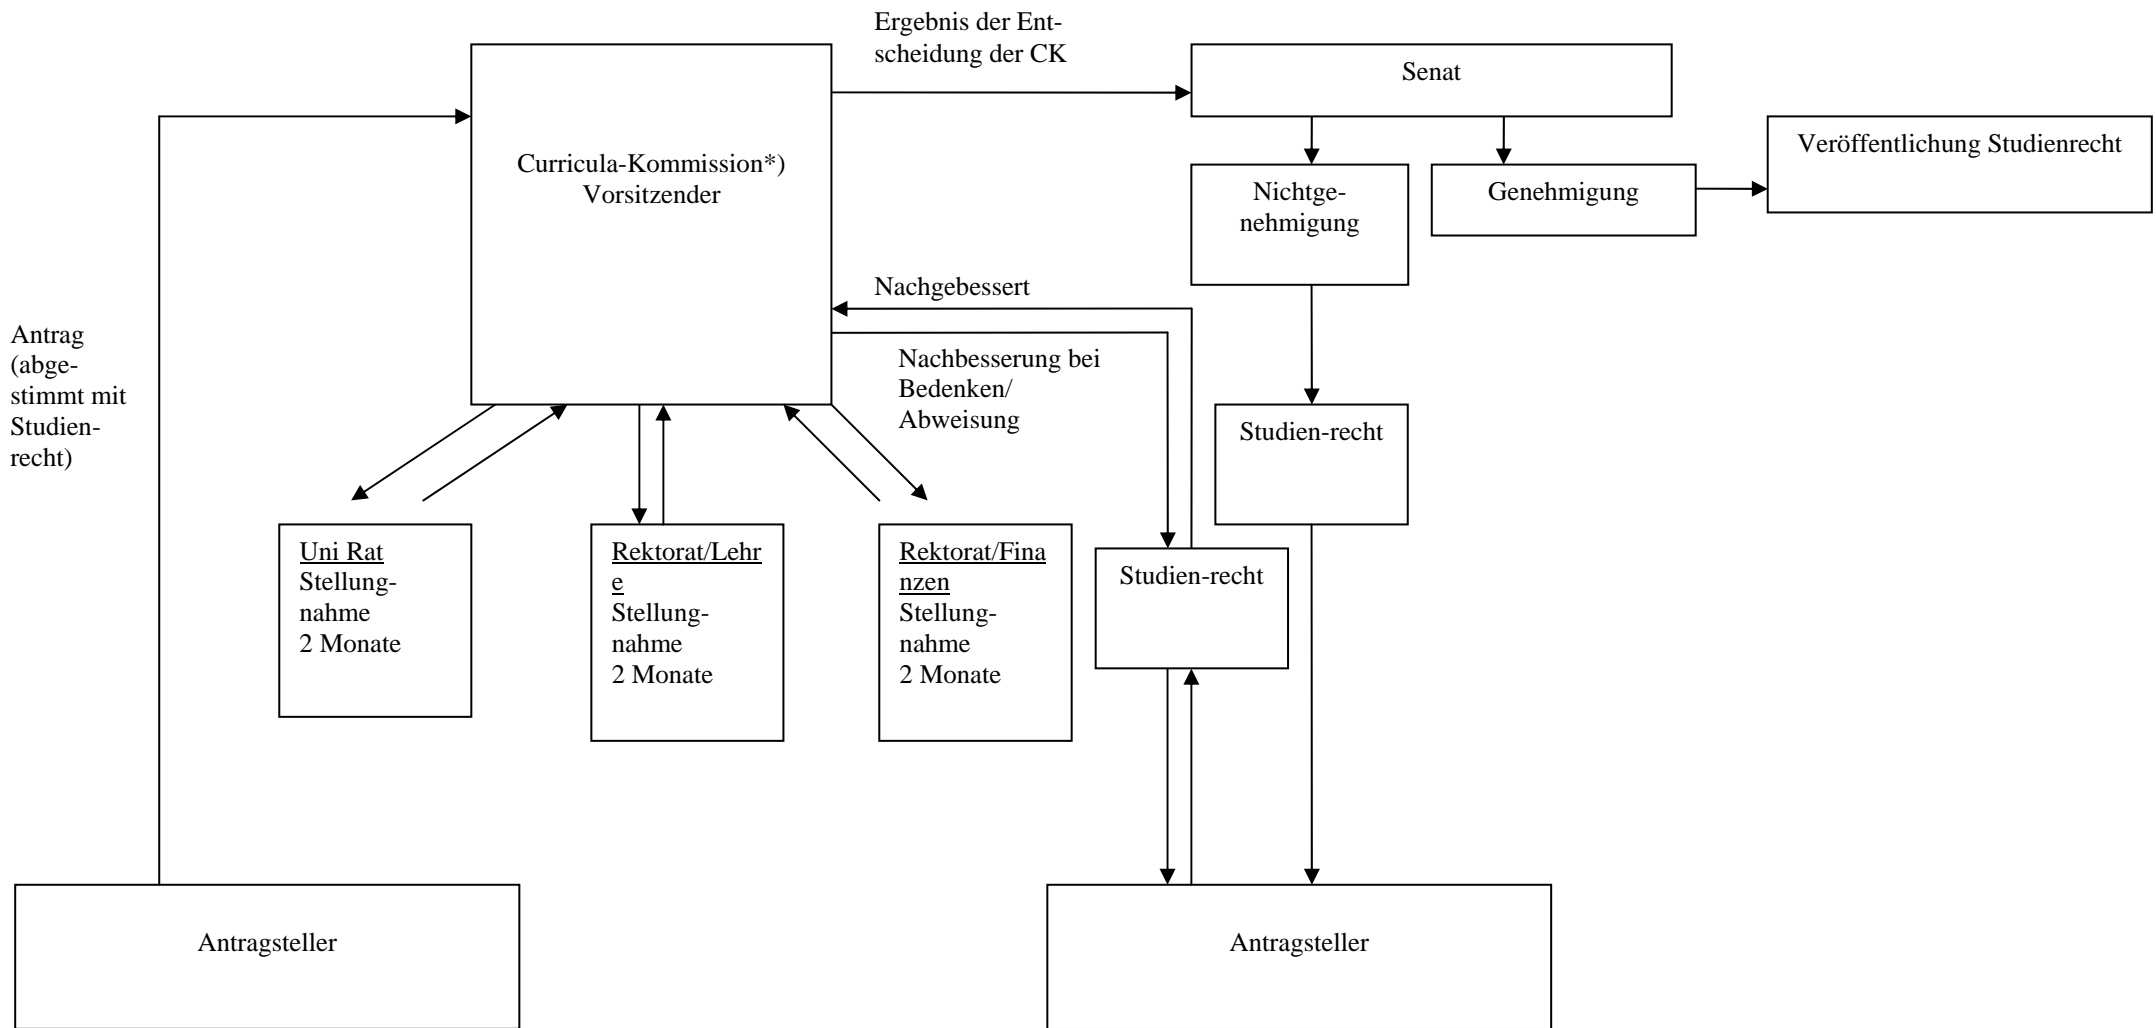 Ergebnis der Ent-
scheidung der CK
Senat
Curricula-Kommission*)
Vorsitzender
Veröffentlichung Studienrecht
Nichtge-
nehmigung
Genehmigung
Nachgebessert
Antrag
(abge-
stimmt mit
Studien-
recht)
Nachbesserung bei
Bedenken/
Abweisung
Studien-recht
Uni Rat
Stellung-
nahme
2 Monate
Rektorat/Lehr
e
Stellung-
nahme
2 Monate
Rektorat/Fina
nzen
Stellung-
nahme
2 Monate
Studien-recht
Antragsteller
Antragsteller